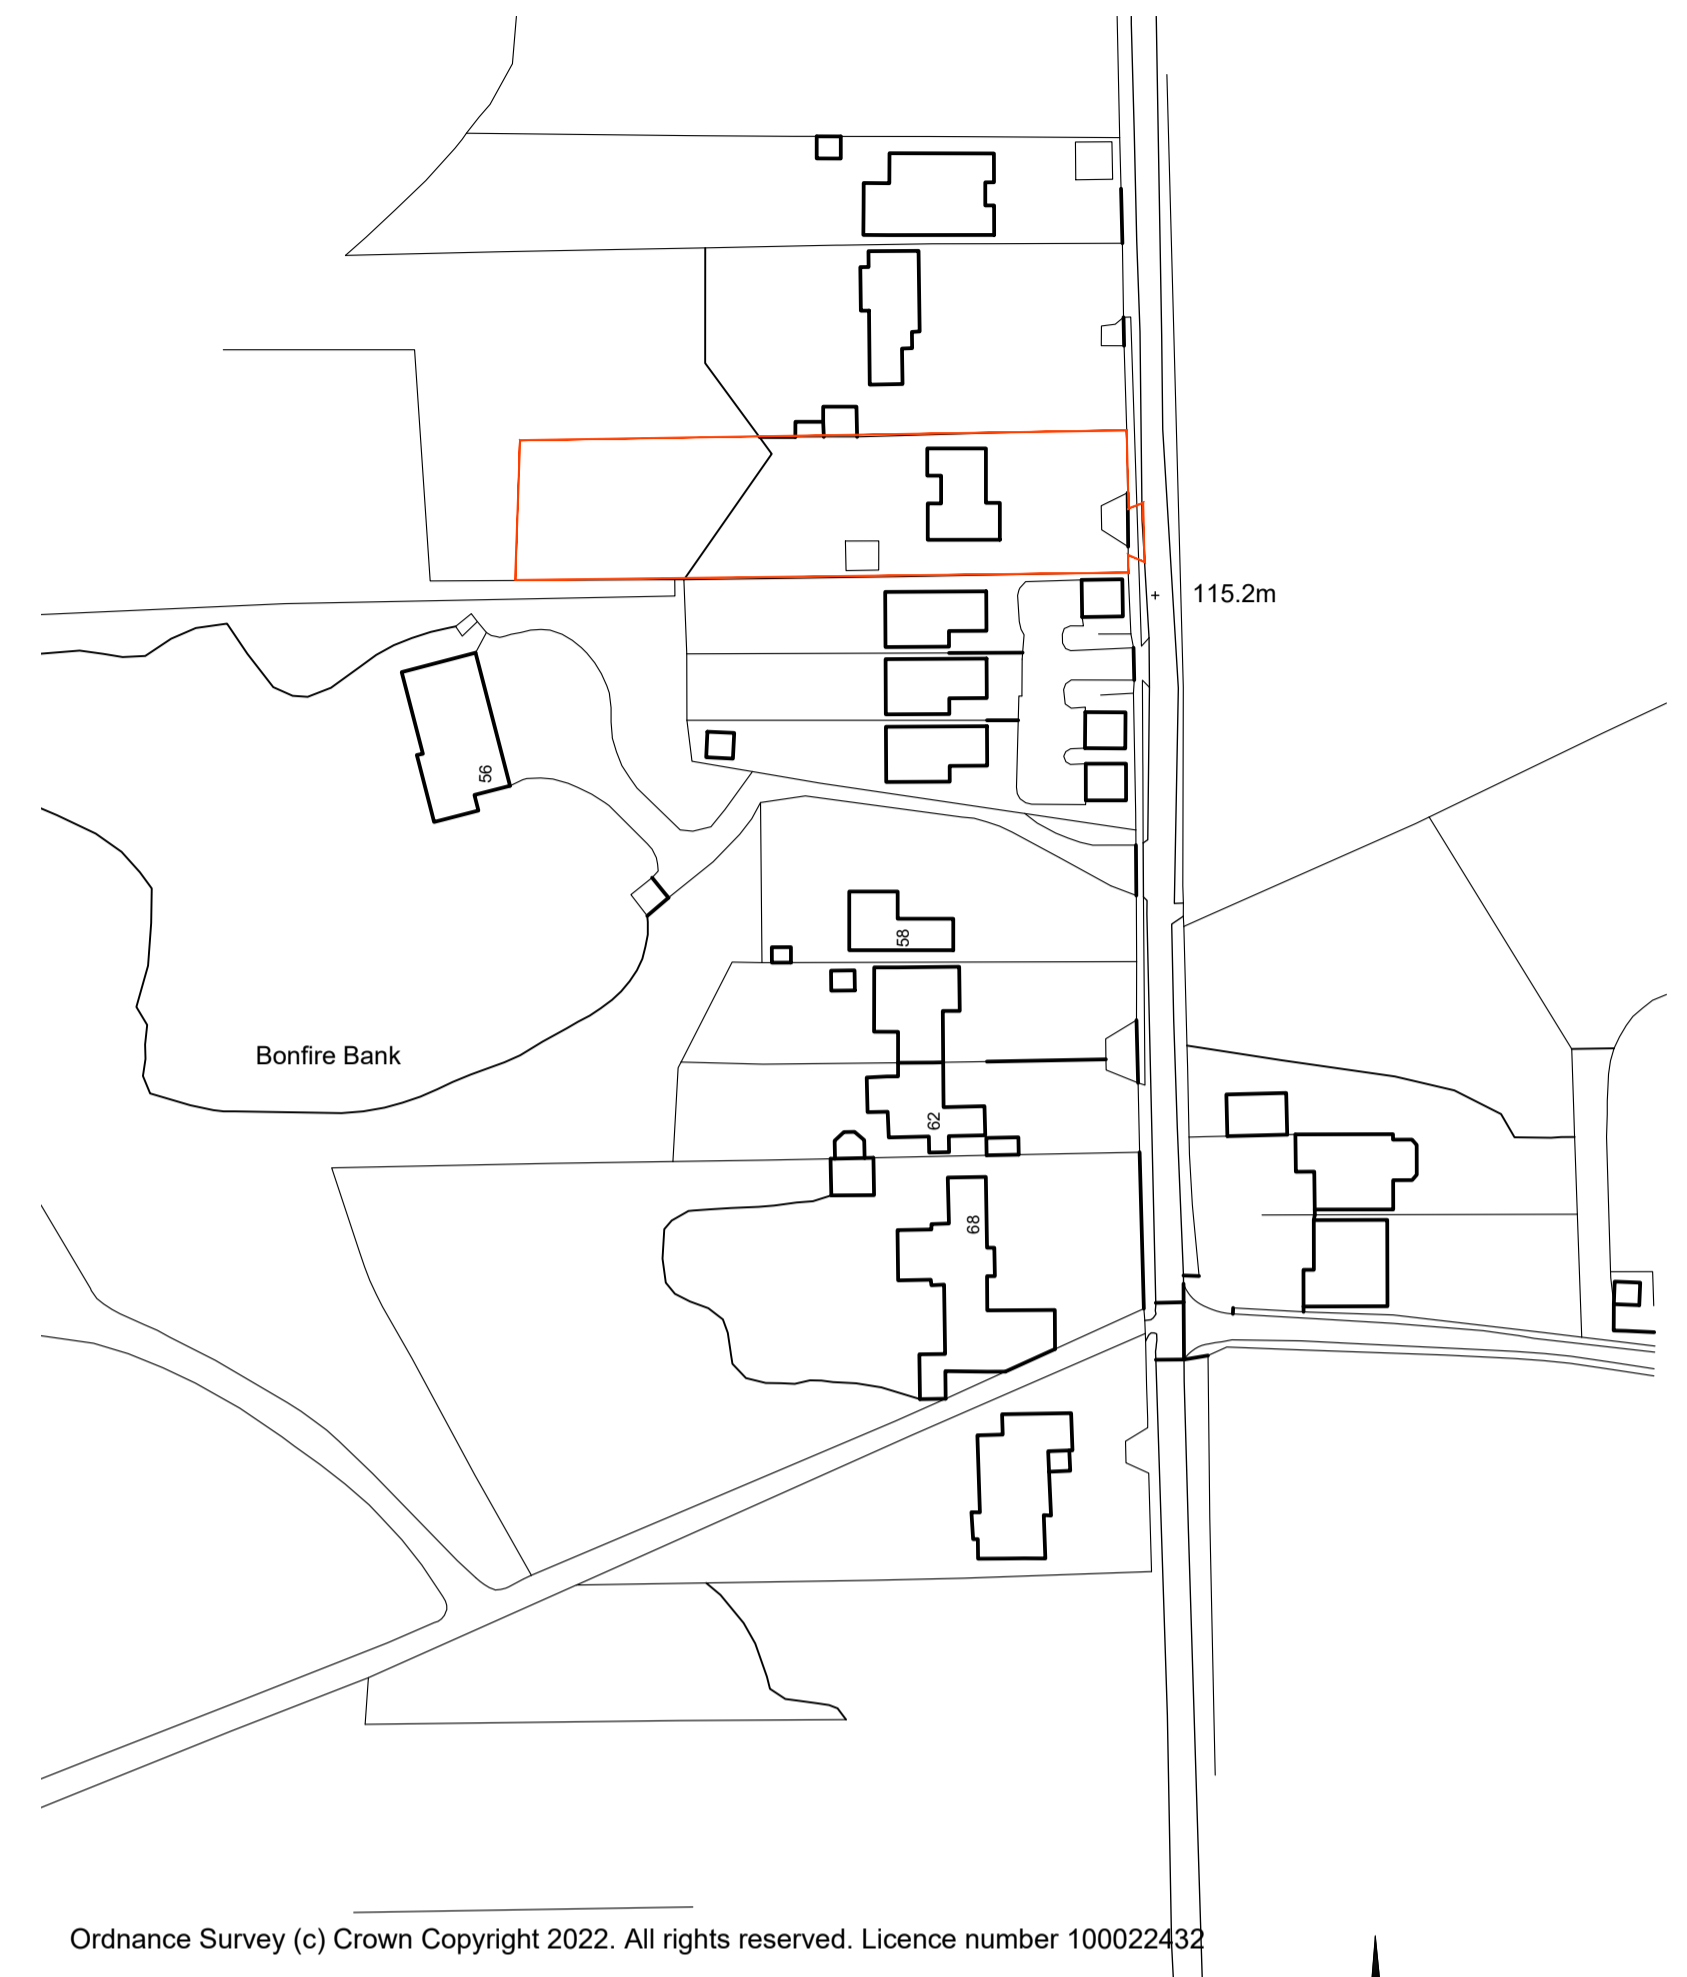 115.2m
56
58
Bonfire Bank
62
68
Ordnance Survey (c) Crown Copyright 2022. All rights reserved. Licence number 100022432